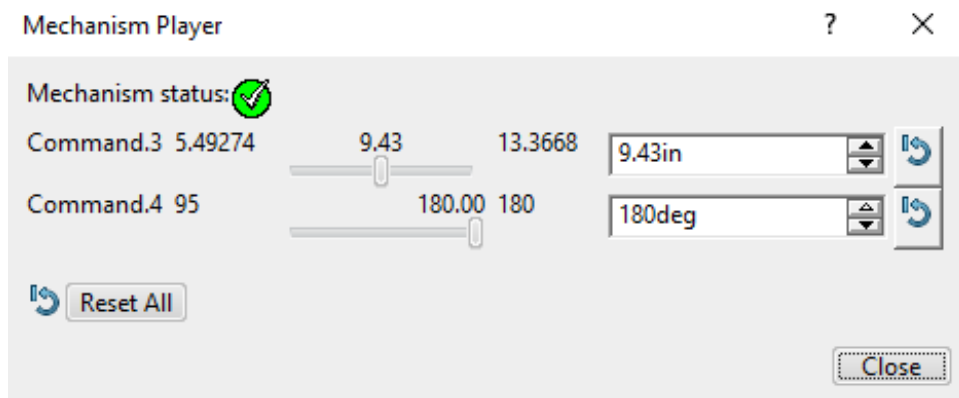 Mechanism Player ?
Mechanism status:
Command.3 5.49274 9.43 13.3668 9.43in
Command.4 95 180.00 180 180deg
Reset All
Close